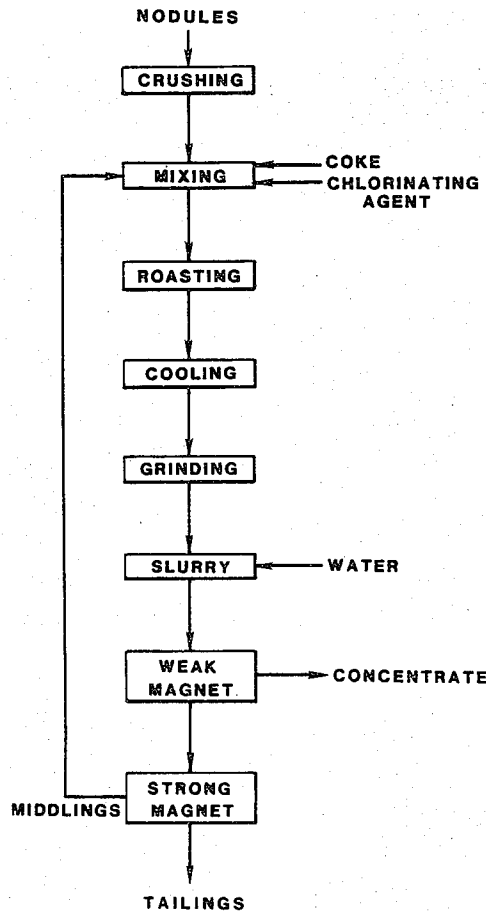 NODULES
CRUSHING
COKE
MIXING
CHLORINATING
AGENT
ROASTING
COOLING
GRINDING
SLURRY
WATER
WEAK
MAGNET
CONCENTRATE
STRONG
MAGNET
MIDDLINGS
TAILINGS